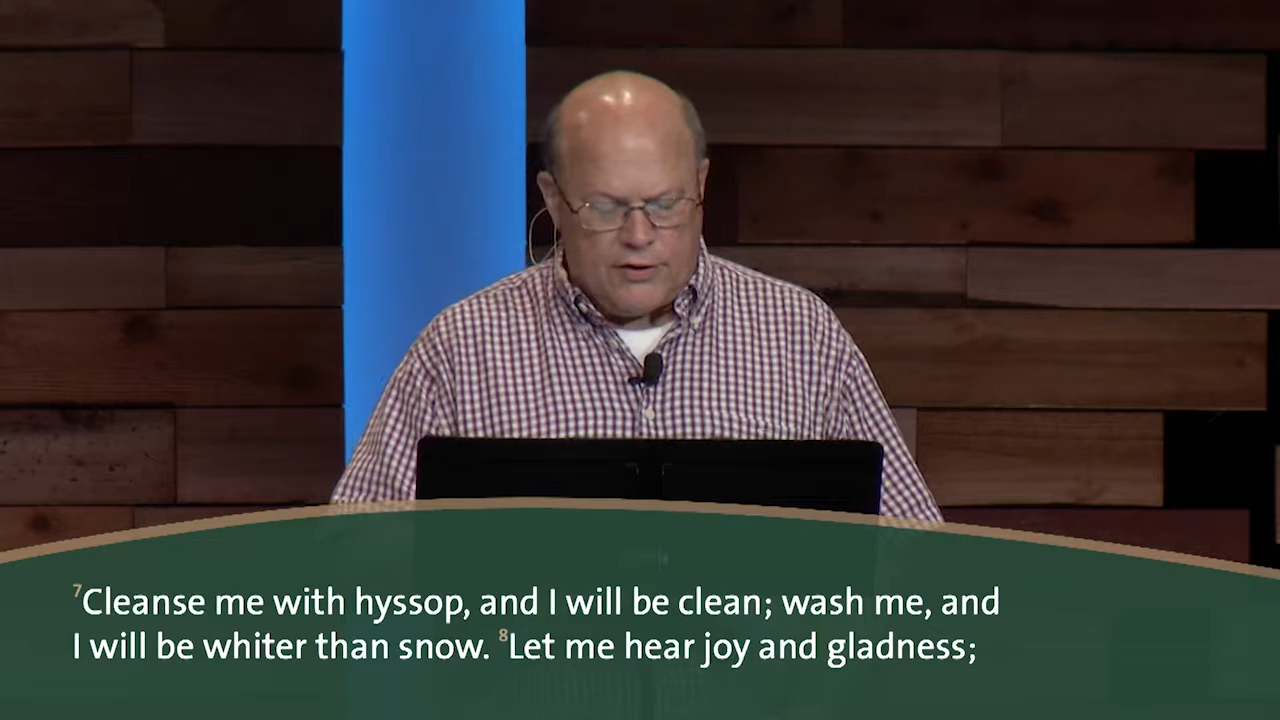 ⁷Cleanse me with hyssop, and I will be clean; wash me, and
I will be whiter than snow. ⁸Let me hear joy and gladness;